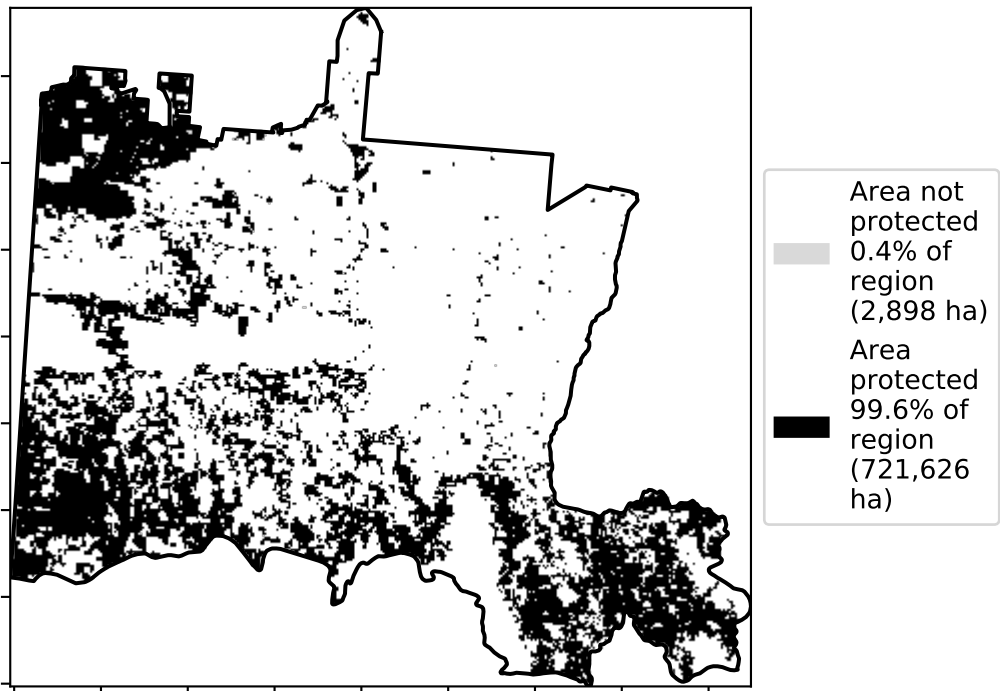 Area not
protected
0.4% of
region
(2,898 ha)
Area
protected
99.6% of
region
(721,626
ha)